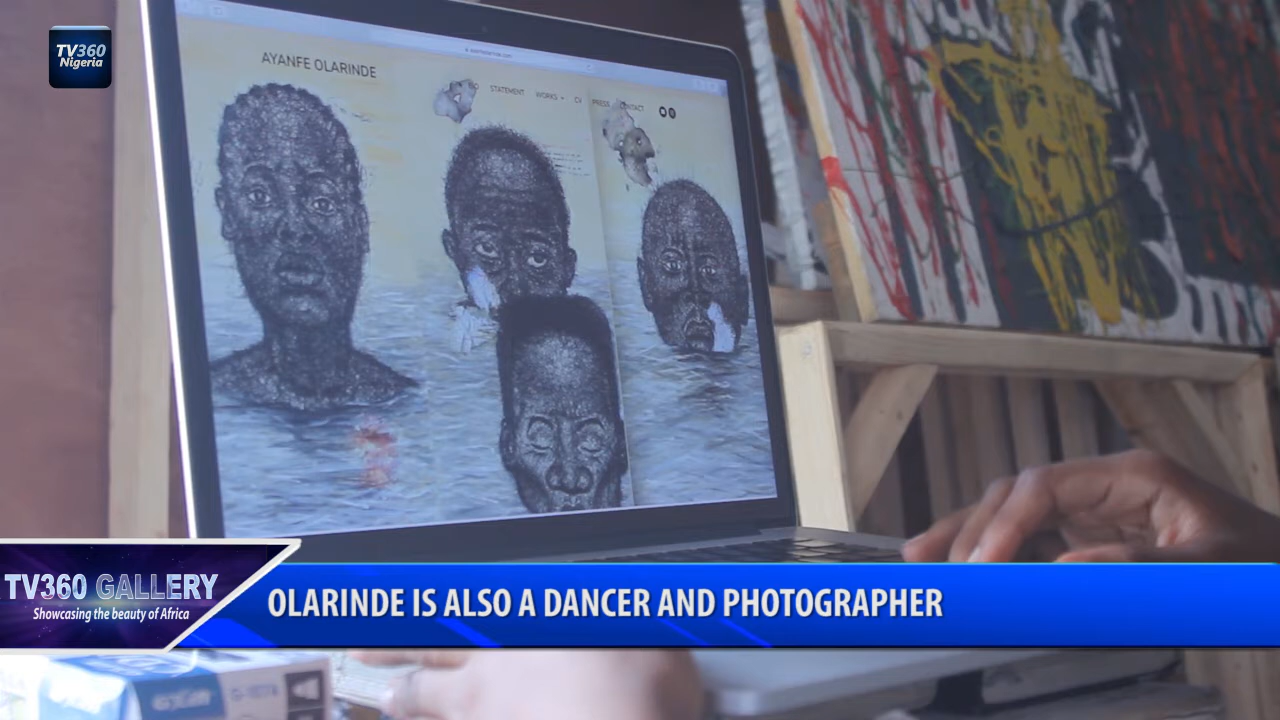 TV360
Nigeria
AYANFE OLARINDE
STATEMENT WORKS CV PRESS CONTACT
TV360 GALLERY
Showcasing the beauty of Africa
OLARINDE IS ALSO A DANCER AND PHOTOGRAPHER